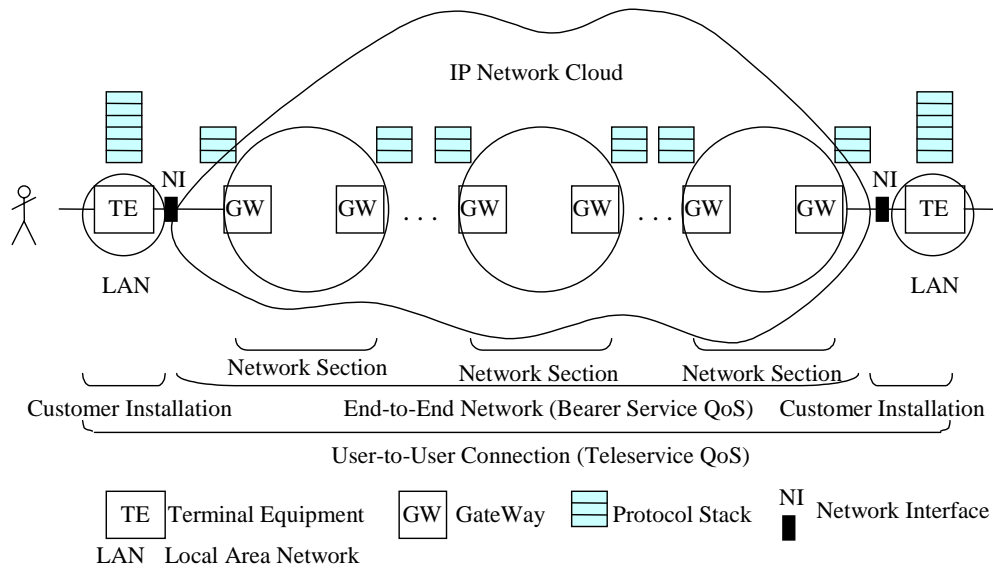 IP Network Cloud
NI
NI
TE
GW
GW
. . .
GW
GW
. . .
GW
GW
TE
LAN
LAN
Network Section
Network Section
Network Section
Customer Installation
End-to-End Network (Bearer Service QoS)
Customer Installation
User-to-User Connection (Teleservice QoS)
TE Terminal Equipment
GW GateWay
Protocol Stack
NI Network Interface
LAN Local Area Network